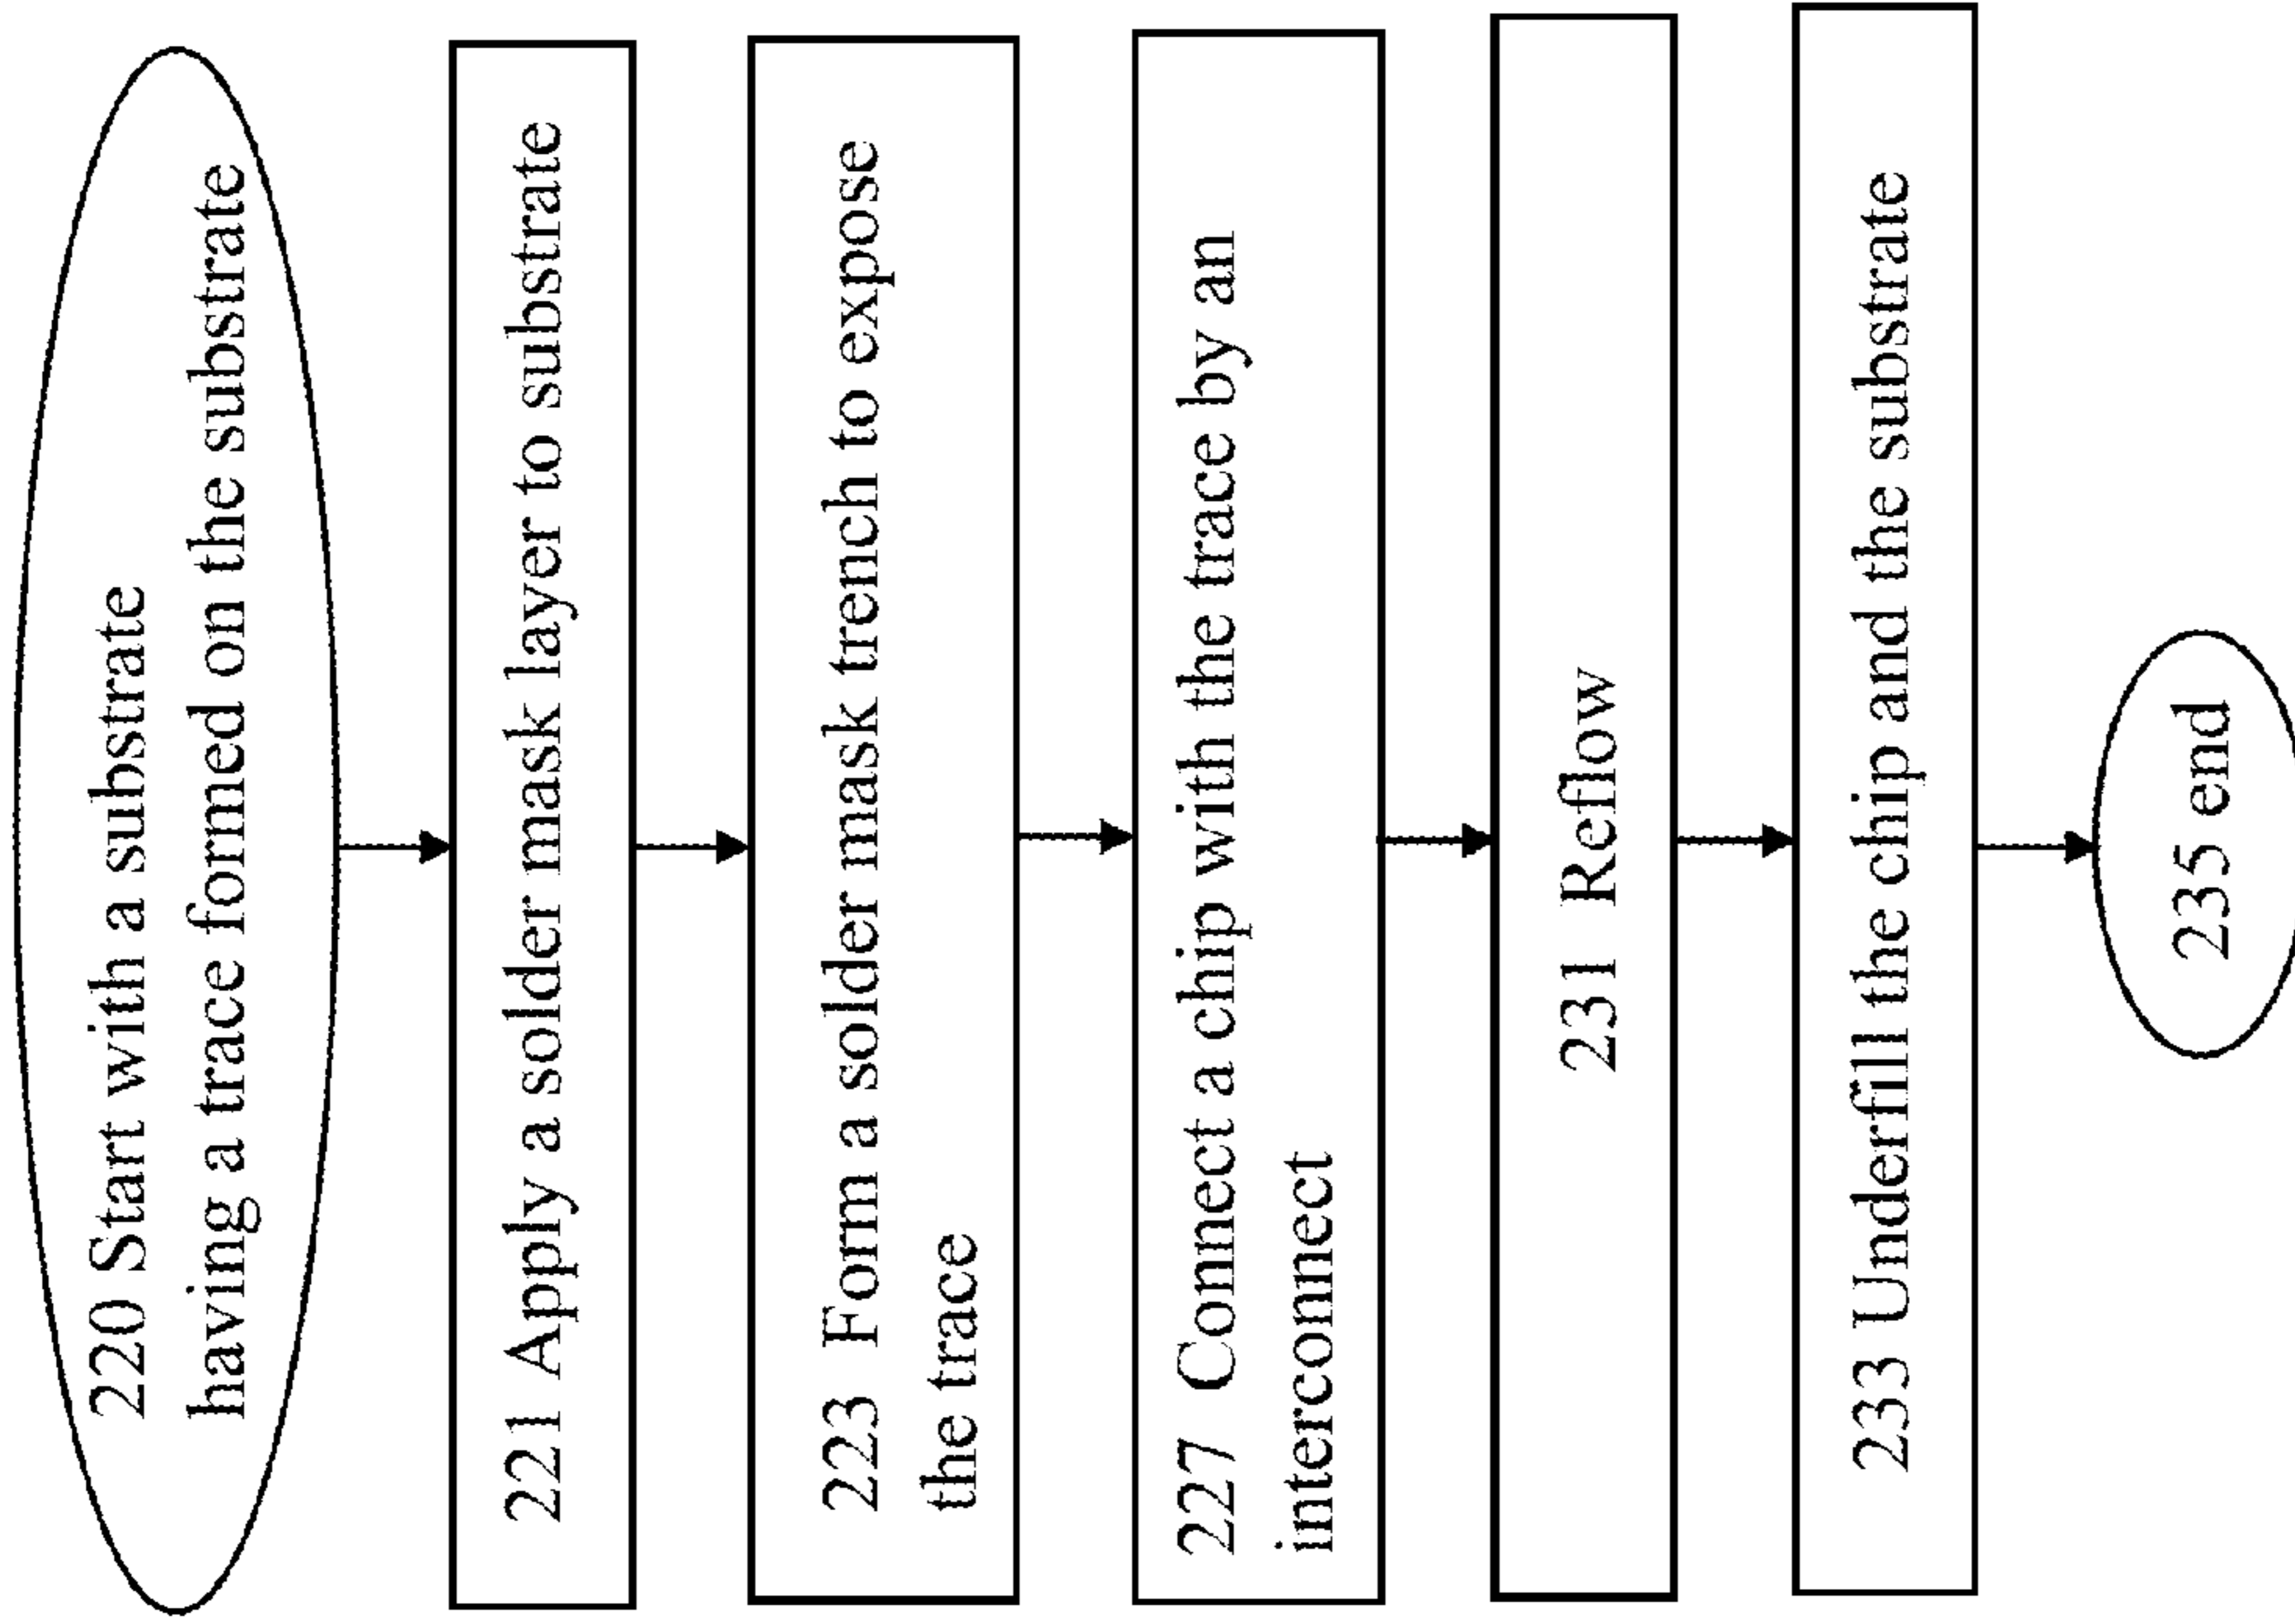 220 Start with a substrate
having a trace formed on the substrate
221 Apply a solder mask layer to substrate
223 Form a solder mask trench to expose
the trace
227 Connect a chip with the trace by an
interconnect
231 Reflow
233 Underfill the chip and the substrate
235 end